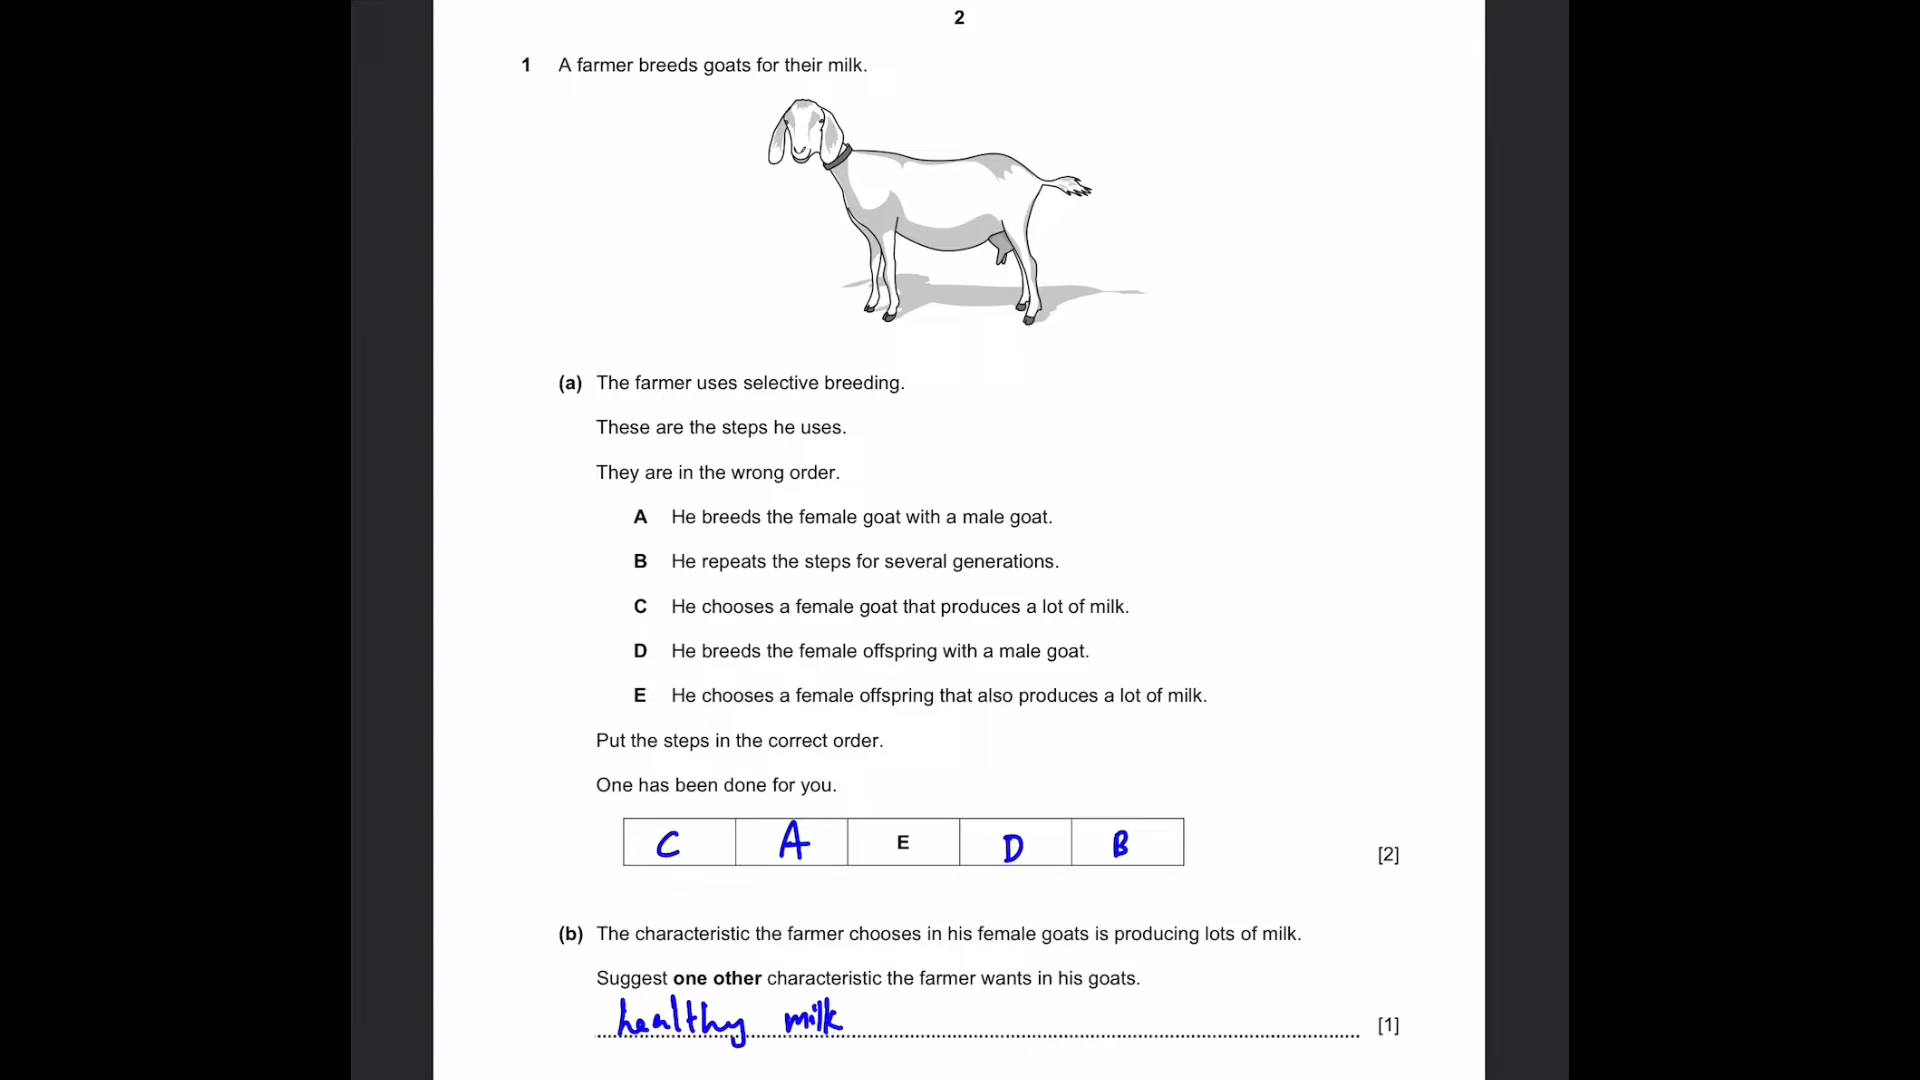 2
1 A farmer breeds goats for their milk.
(a) The farmer uses selective breeding.
These are the steps he uses.
They are in the wrong order.
A He breeds the female goat with a male goat.
B He repeats the steps for several generations.
C He chooses a female goat that produces a lot of milk.
D He breeds the female offspring with a male goat.
E He chooses a female offspring that also produces a lot of milk.
Put the steps in the correct order.
One has been done for you.
C A E D B
[2]
(b) The characteristic the farmer chooses in his female goats is producing lots of milk.
Suggest one other characteristic the farmer wants in his goats.
healthy milk [1]